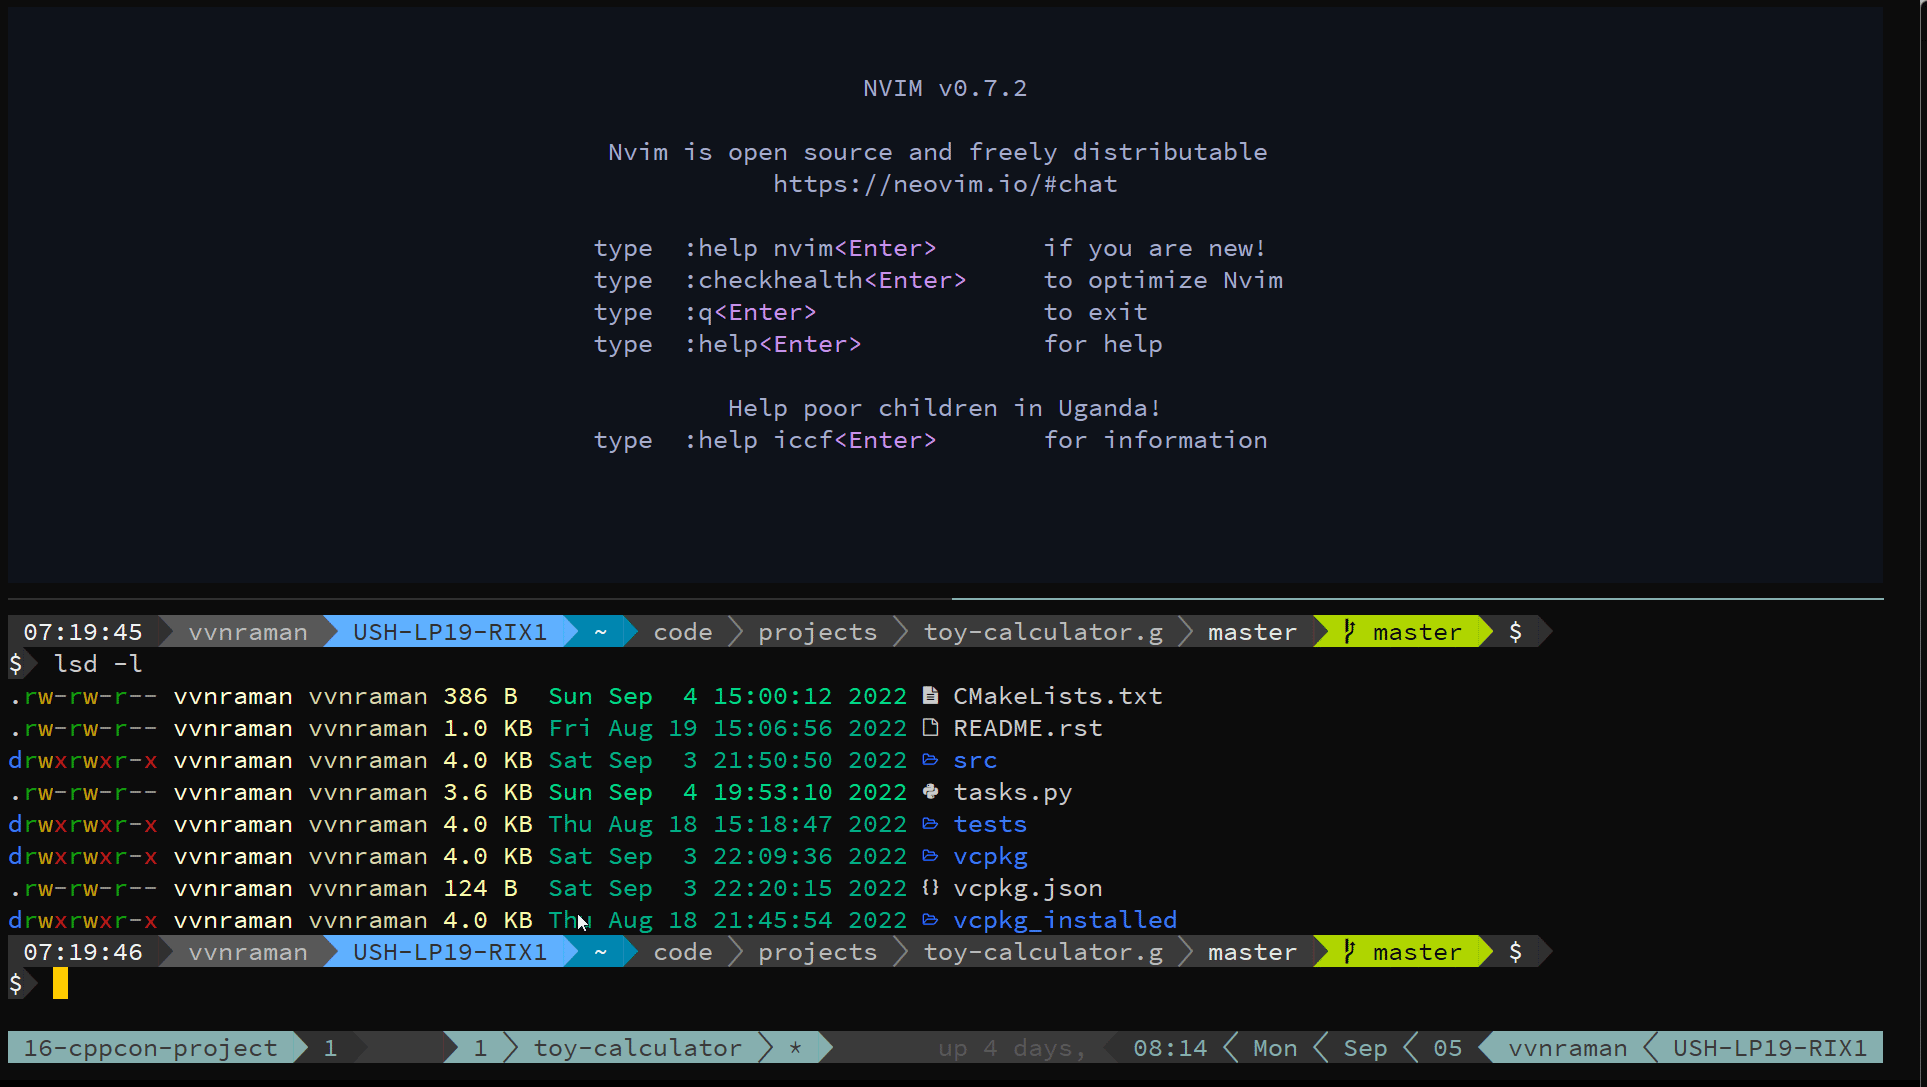 NVIM v0.7.2
Nvim is open source and freely distributable
https://neovim.io/#chat
type :help nvim<Enter> if you are new!
type :checkhealth<Enter> to optimize Nvim
type :q<Enter> to exit
type :help<Enter> for help
Help poor children in Uganda!
type :help iccf<Enter> for information
07:19:45 vvnraman USH-LP19-RIX1 ~ code projects toy-calculator.g master master $
$ lsd -l
.rw-rw-r-- vvnraman vvnraman 386 B Sun Sep 4 15:00:12 2022 CMakeLists.txt
.rw-rw-r-- vvnraman vvnraman 1.0 KB Fri Aug 19 15:06:56 2022 README.rst
drwxrwxr-x vvnraman vvnraman 4.0 KB Sat Sep 3 21:50:50 2022 src
.rw-rw-r-- vvnraman vvnraman 3.6 KB Sun Sep 4 19:53:10 2022 tasks.py
drwxrwxr-x vvnraman vvnraman 4.0 KB Thu Aug 18 15:18:47 2022 tests
drwxrwxr-x vvnraman vvnraman 4.0 KB Sat Sep 3 22:09:36 2022 vcpkg
.rw-rw-r-- vvnraman vvnraman 124 B Sat Sep 3 22:20:15 2022 {} vcpkg.json
drwxrwxr-x vvnraman vvnraman 4.0 KB Thu Aug 18 21:45:54 2022 vcpkg_installed
07:19:46 vvnraman USH-LP19-RIX1 ~ code projects toy-calculator.g master master $
$
16-cppcon-project 1 1 toy-calculator * up 4 days, 08:14 Mon Sep 05 vvnraman USH-LP19-RIX1